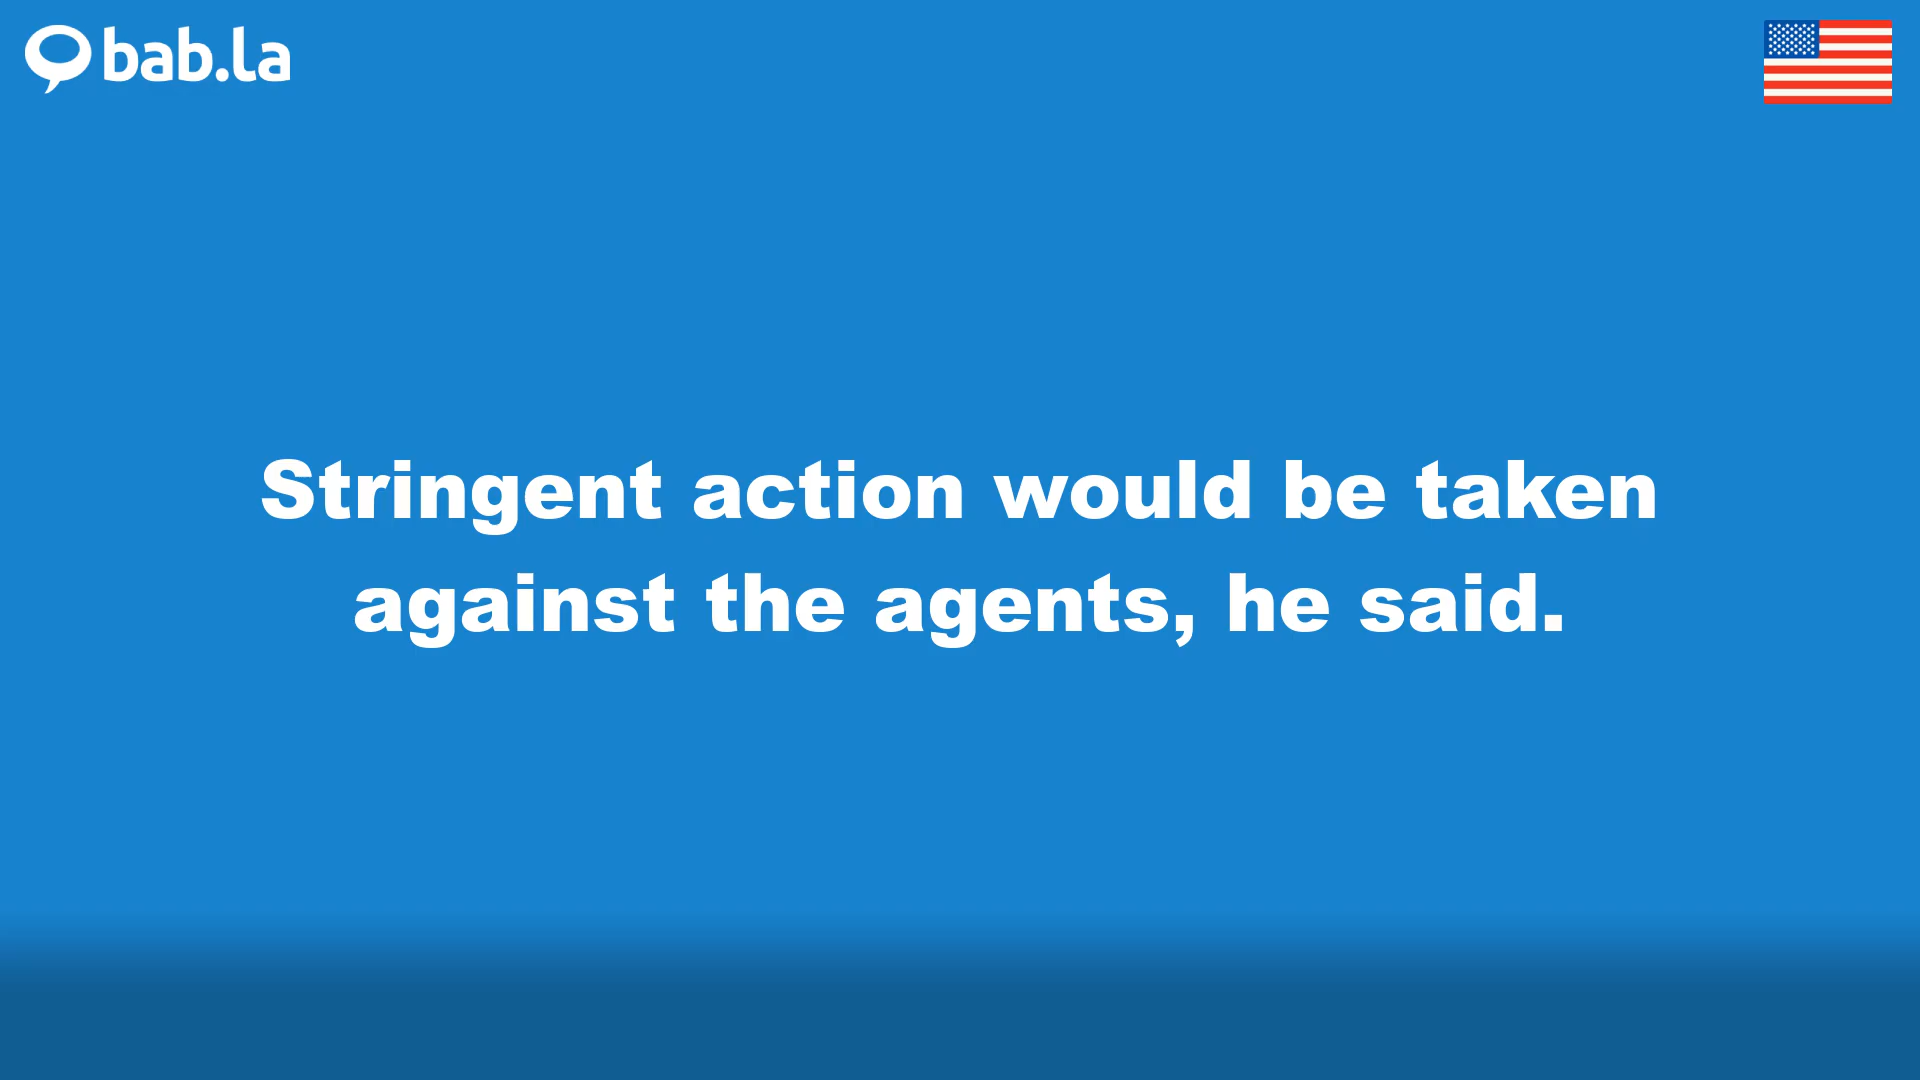 bab.la
Stringent action would be taken
against the agents, he said.